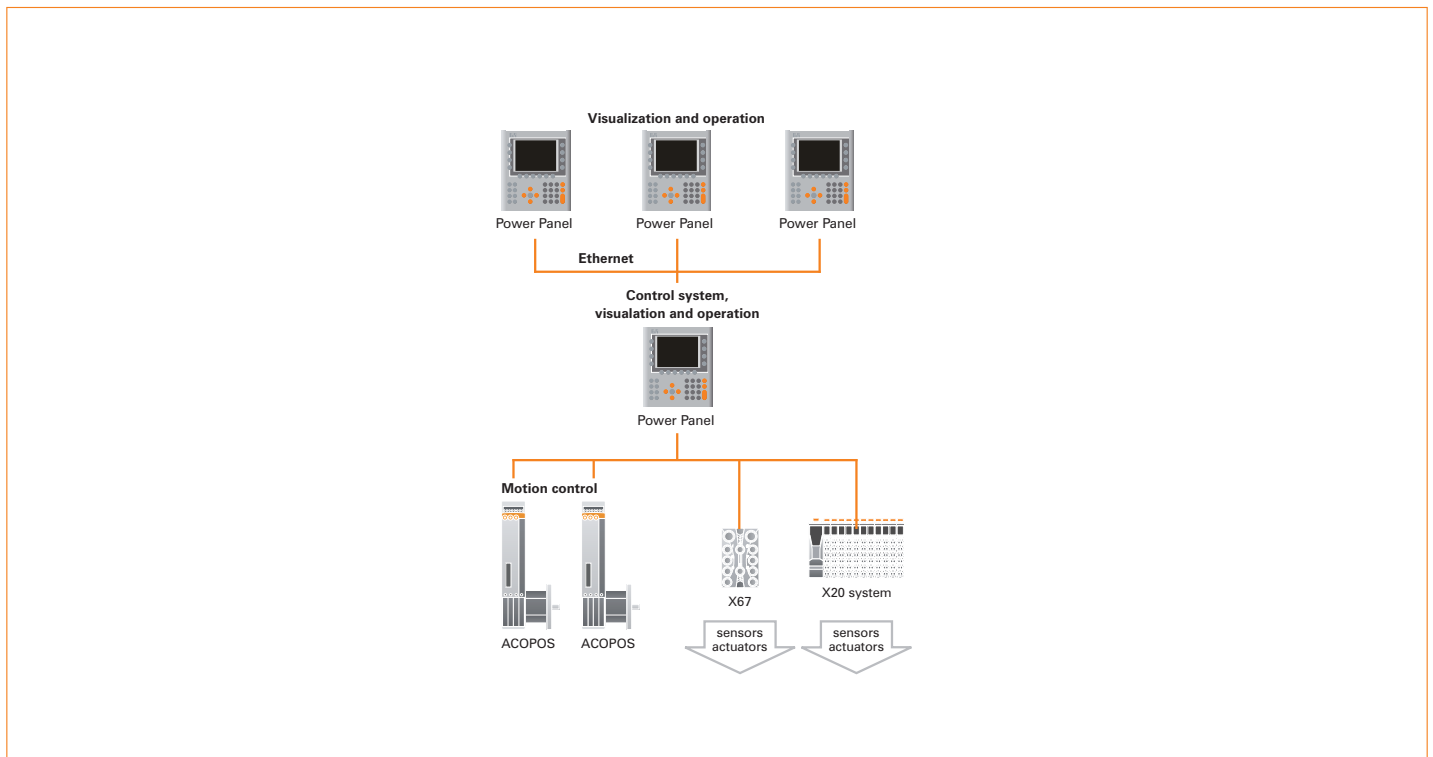 Visualization and operation
Power Panel
Power Panel
Power Panel
Ethernet
Control system,
visualation and operation
Power Panel
Motion control
ACOPOS
ACOPOS
X67
X20 system
sensors
actuators
sensors
actuators